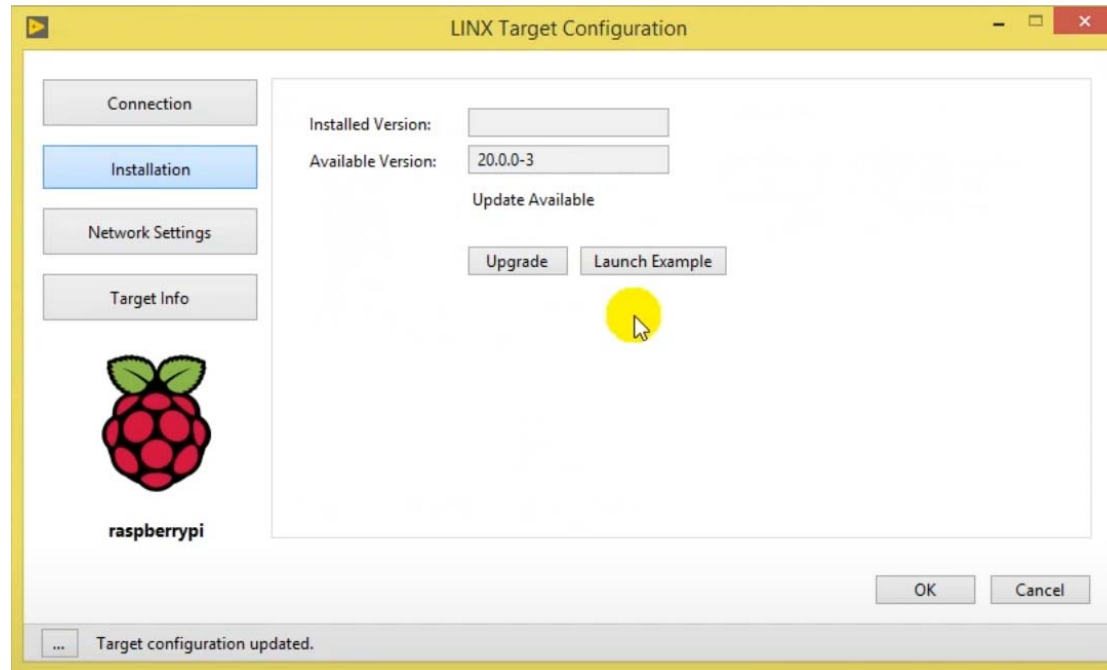 LINX Target Configuration
Connection
Installation
Network Settings
Target Info
raspberrypi
Installed Version:
Available Version: 20.0.0-3
Update Available
Upgrade Launch Example
OK Cancel
... Target configuration updated.